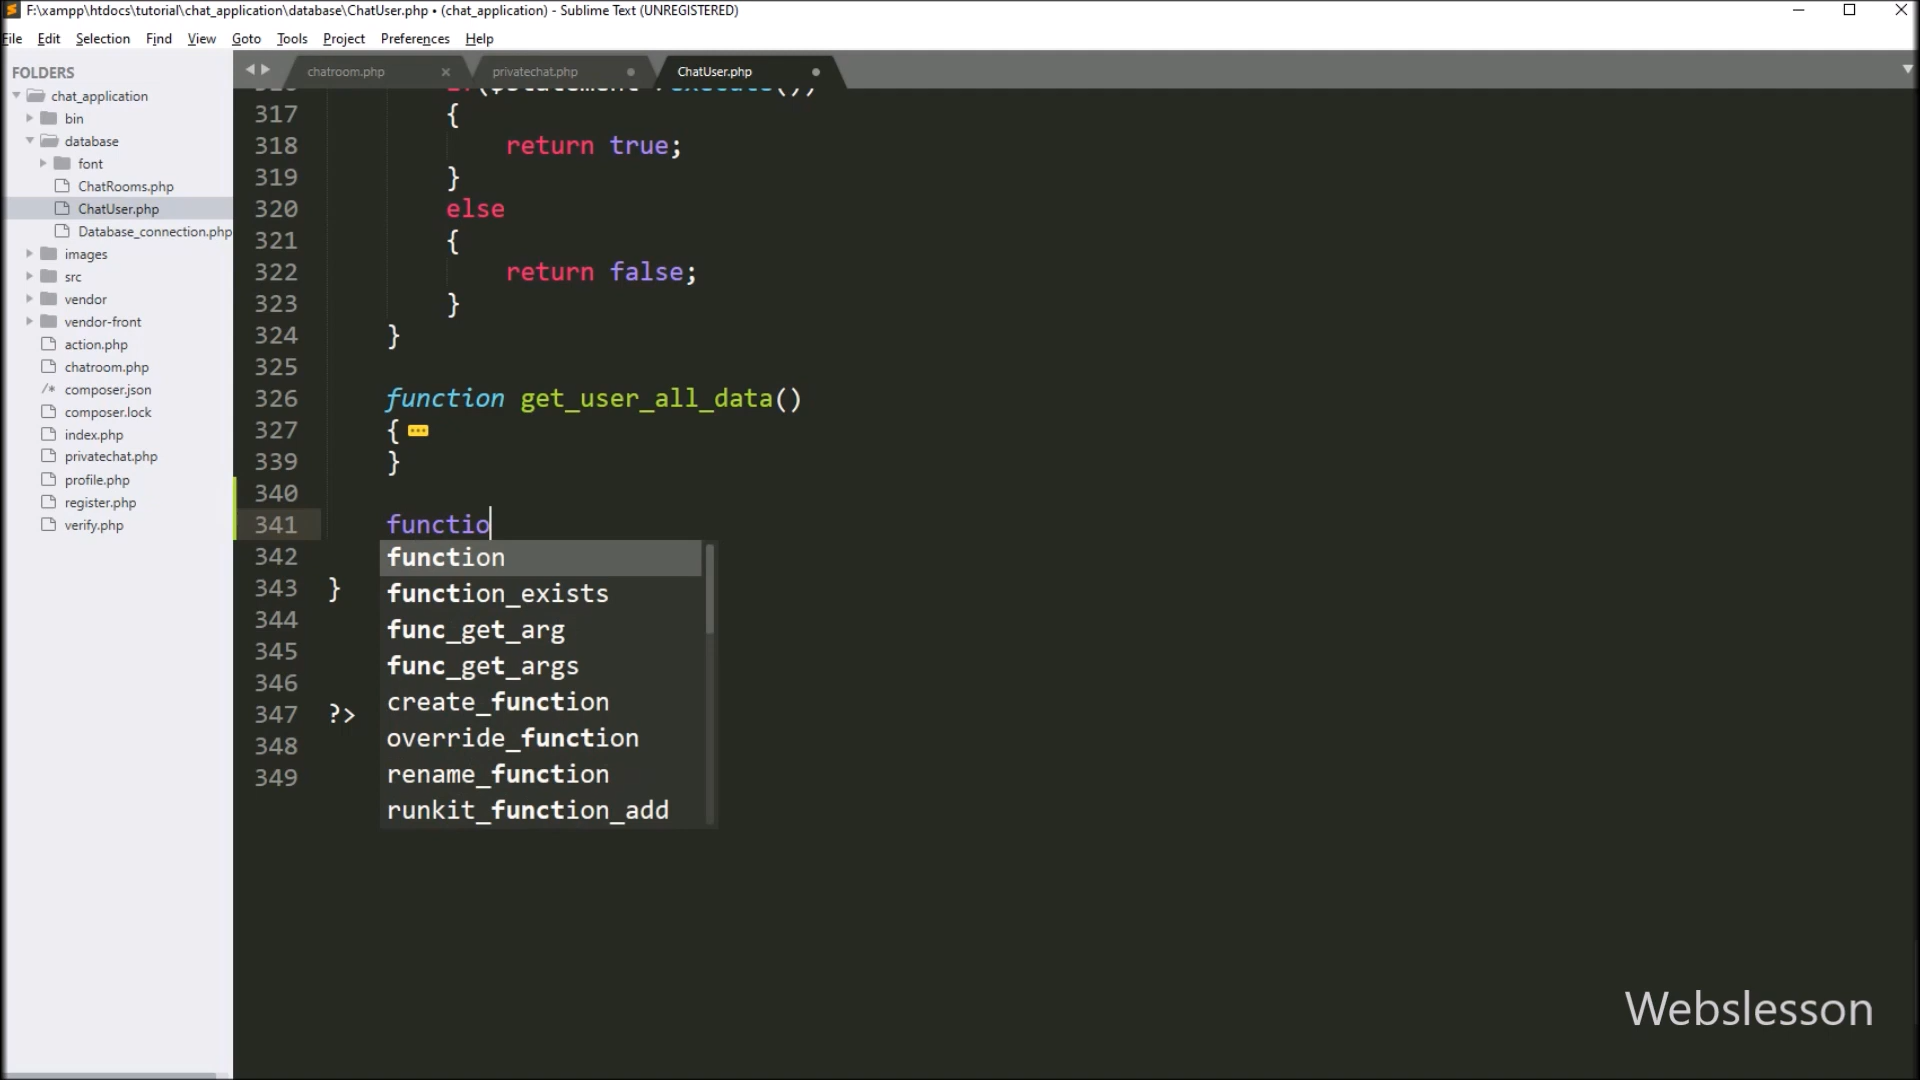 F:\xampp\htdocs\tutorial\chat_application\database\ChatUser.php • (chat_application) - Sublime Text (UNREGISTERED)
File Edit Selection Find View Goto Tools Project Preferences Help
FOLDERS
chat_application
bin
database
font
ChatRooms.php
ChatUser.php
Database_connection.php
images
src
vendor
vendor-front
action.php
chatroom.php
/* composer.json
composer.lock
index.php
privatechat.php
profile.php
register.php
verify.php
chatroom.php × privatechat.php ChatUser.php
317 {
318 return true;
319 }
320 else
321 {
322 return false;
323 }
324 }
325
326 function get_user_all_data()
327 {
339 }
340
341 functio
342
343 }
344
345
346
347 ?>
348
349
function
function_exists
func_get_arg
func_get_args
create_function
override_function
rename_function
runkit_function_add
Webslesson